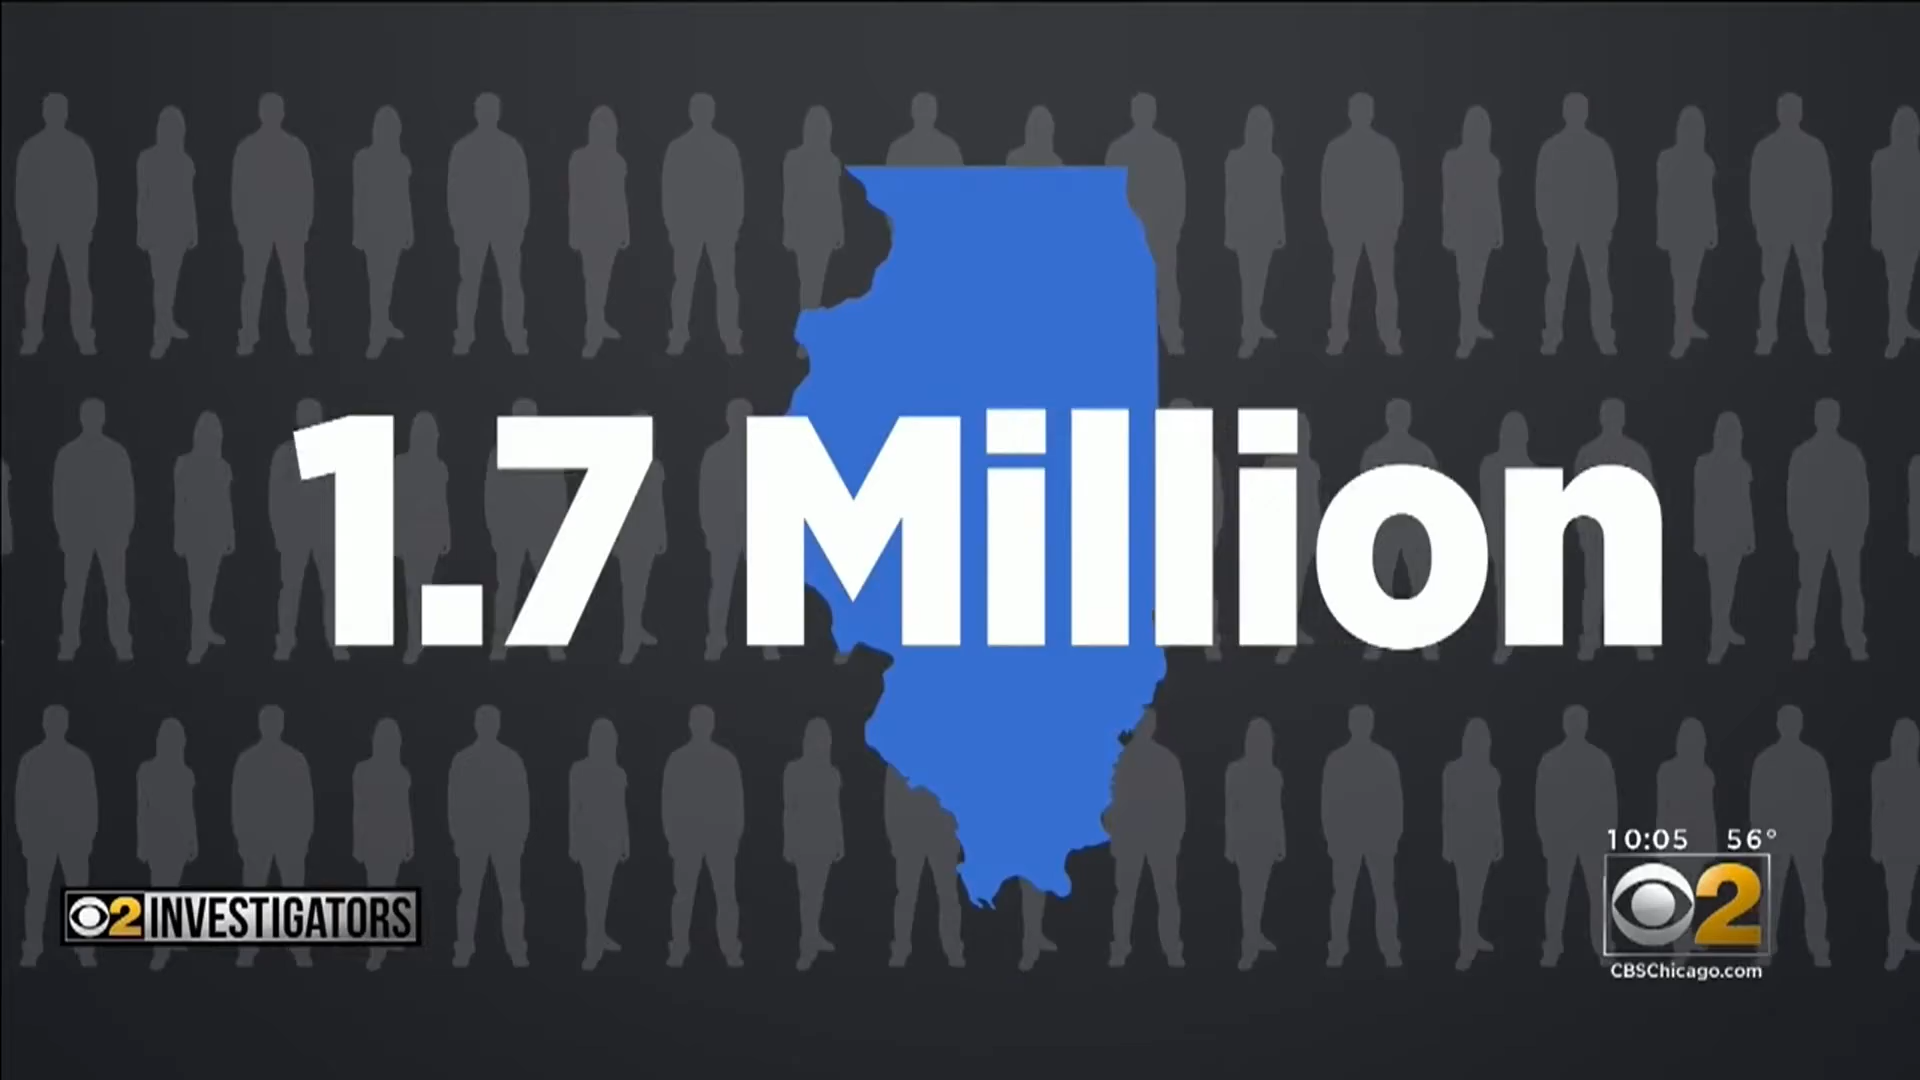 1.7 Million
10:05 56°
2 INVESTIGATORS
2
CBSChicago.com